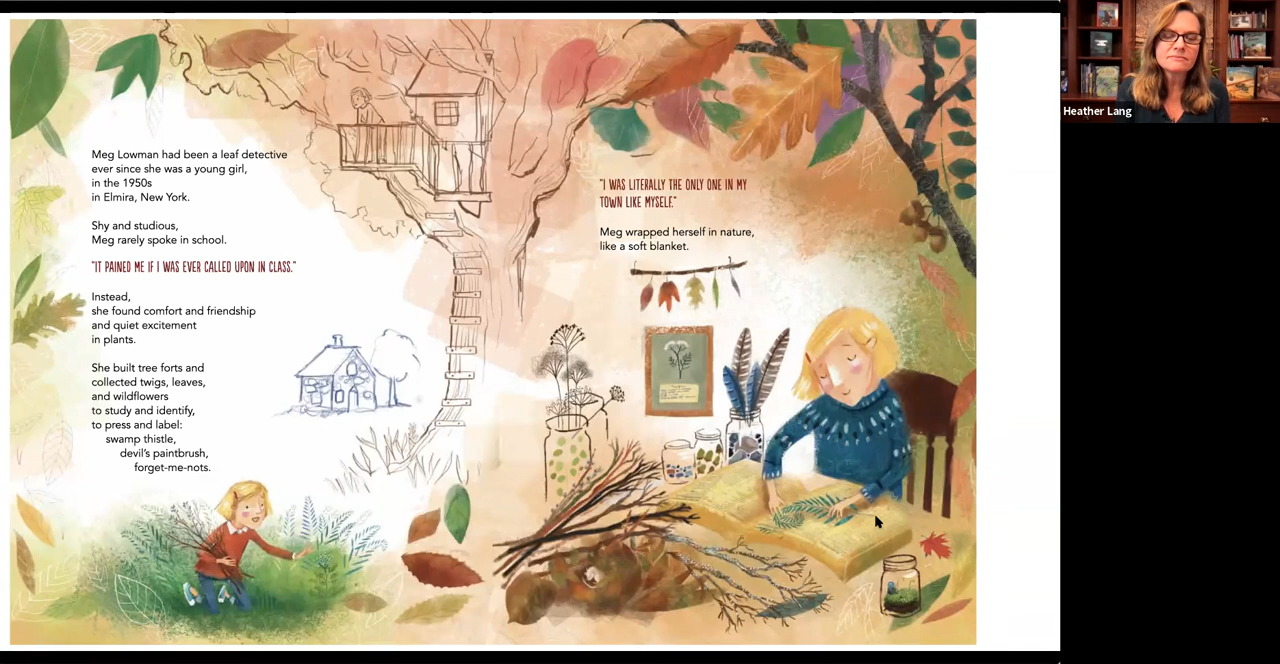 Meg Lowman had been a leaf detective
ever since she was a young girl,
in the 1950s
in Elmira, New York.
Shy and studious,
Meg rarely spoke in school.
"IT PAINED ME IF I WAS EVER CALLED UPON IN CLASS."
Instead,
she found comfort and friendship
and quiet excitement
in plants.
She built tree forts and
collected twigs, leaves,
and wildflowers
to study and identify,
to press and label:
swamp thistle,
devil's paintbrush,
forget-me-nots.
"I WAS LITERALLY THE ONLY ONE IN MY
TOWN LIKE MYSELF."
Meg wrapped herself in nature,
like a soft blanket.
Heather Lang